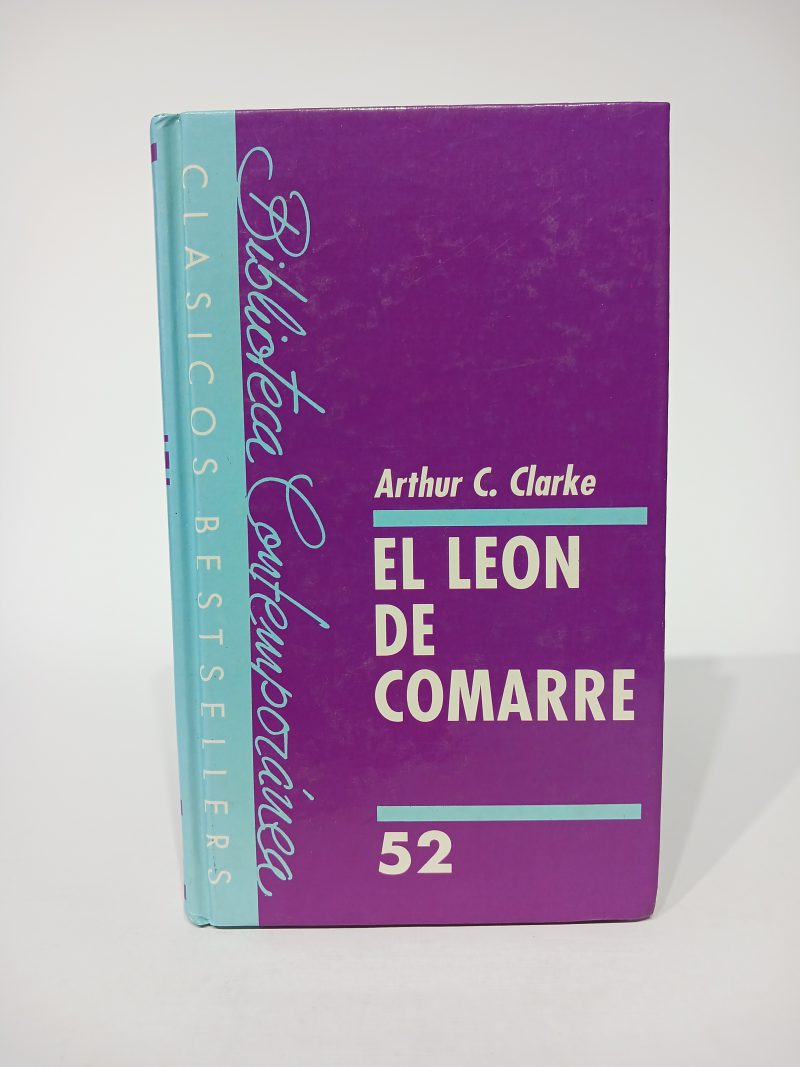 CLASICOS BESTSELLERS
Biblioteca Contemporánea
Arthur C. Clarke
EL LEON
DE
COMARRE
52